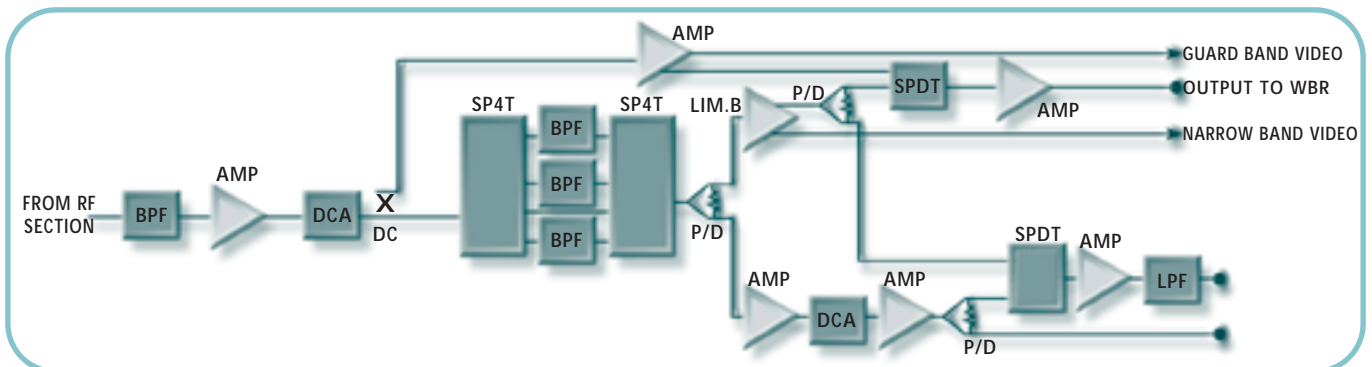 AMP
GUARD BAND VIDEO
SPDT
P/D
OUTPUT TO WBR
AMP
SP4T
SP4T
LIM.B
BPF
NARROW BAND VIDEO
AMP
BPF
FROM RF
SECTION
BPF
DCA
X
DC
BPF
P/D
SPDT
AMP
AMP
AMP
LPF
DCA
P/D